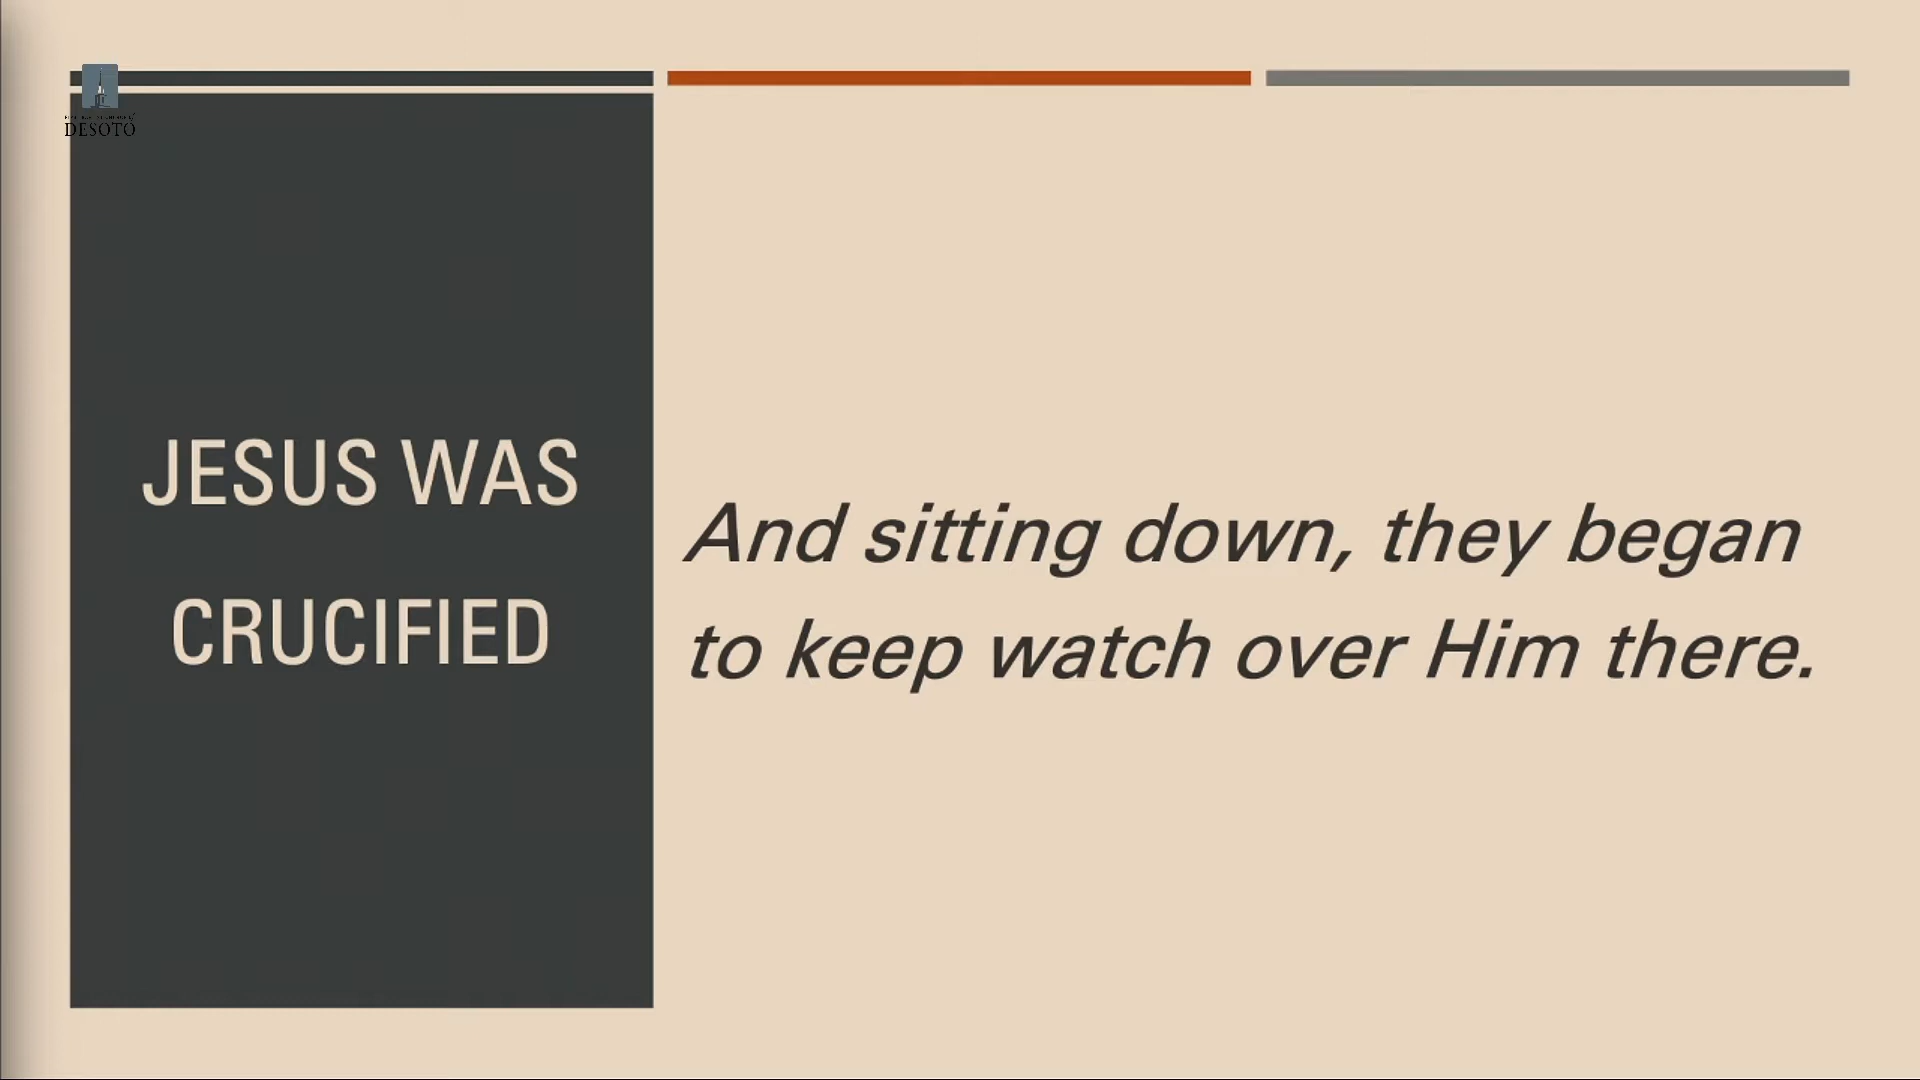 DESOTO
JESUS WAS
CRUCIFIED
And sitting down, they began
to keep watch over Him there.